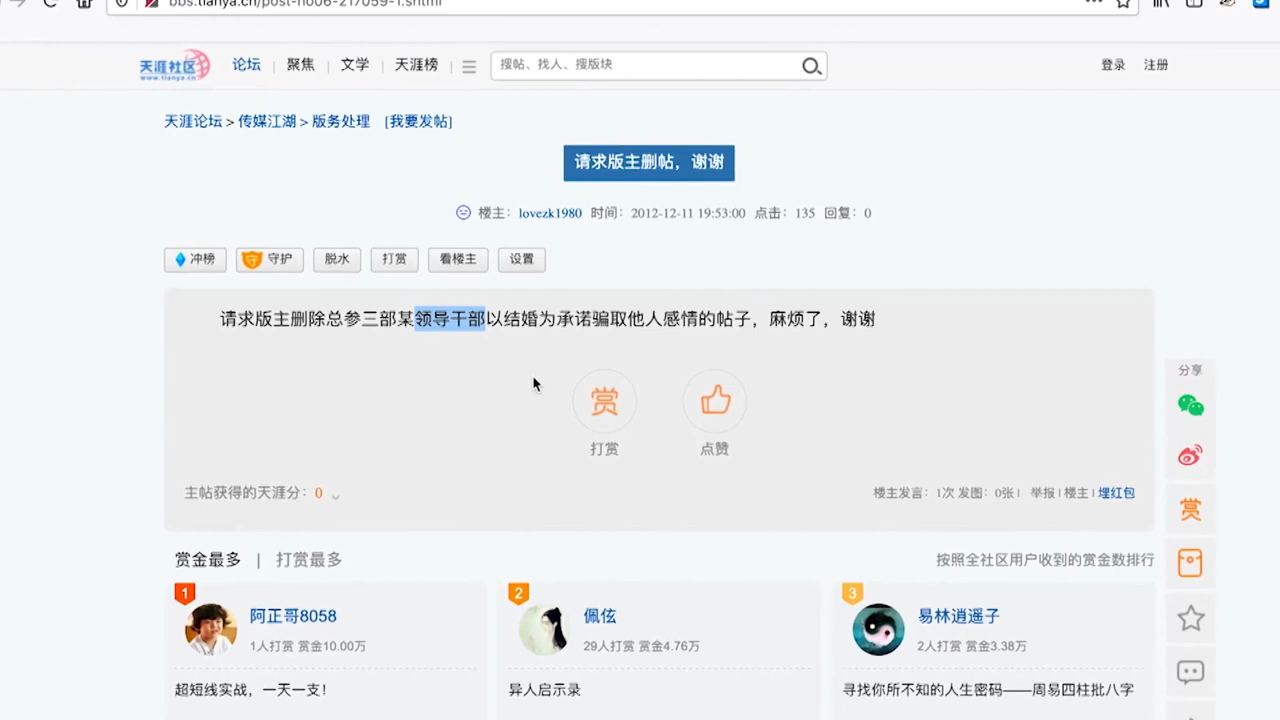 bbs.tianya.cn/post-no06-217059-1.shtml
天涯社区
www.tianya.cn
论坛 | 聚焦 | 文学 | 天涯榜 |
搜帖、找人、搜版块
登录 注册
天涯论坛 > 传媒江湖 > 版务处理 [我要发帖]
请求版主删帖，谢谢
楼主：lovezk1980 时间：2012-12-11 19:53:00 点击：135 回复：0
冲榜 守护 脱水 打赏 看楼主 设置
请求版主删除总参三部某领导干部以结婚为承诺骗取他人感情的帖子，麻烦了，谢谢
赏
打赏 点赞
分享
主帖获得的天涯分：0
楼主发言：1次 发图：0张 | 举报 | 楼主 | 埋红包
赏
赏金最多 | 打赏最多
按照全社区用户收到的赏金数排行
1
阿正哥8058
1人打赏 赏金10.00万
超短线实战，一天一支！
2
佩弦
29人打赏 赏金4.76万
异人启示录
3
易林逍遥子
2人打赏 赏金3.38万
寻找你所不知的人生密码——周易四柱批八字